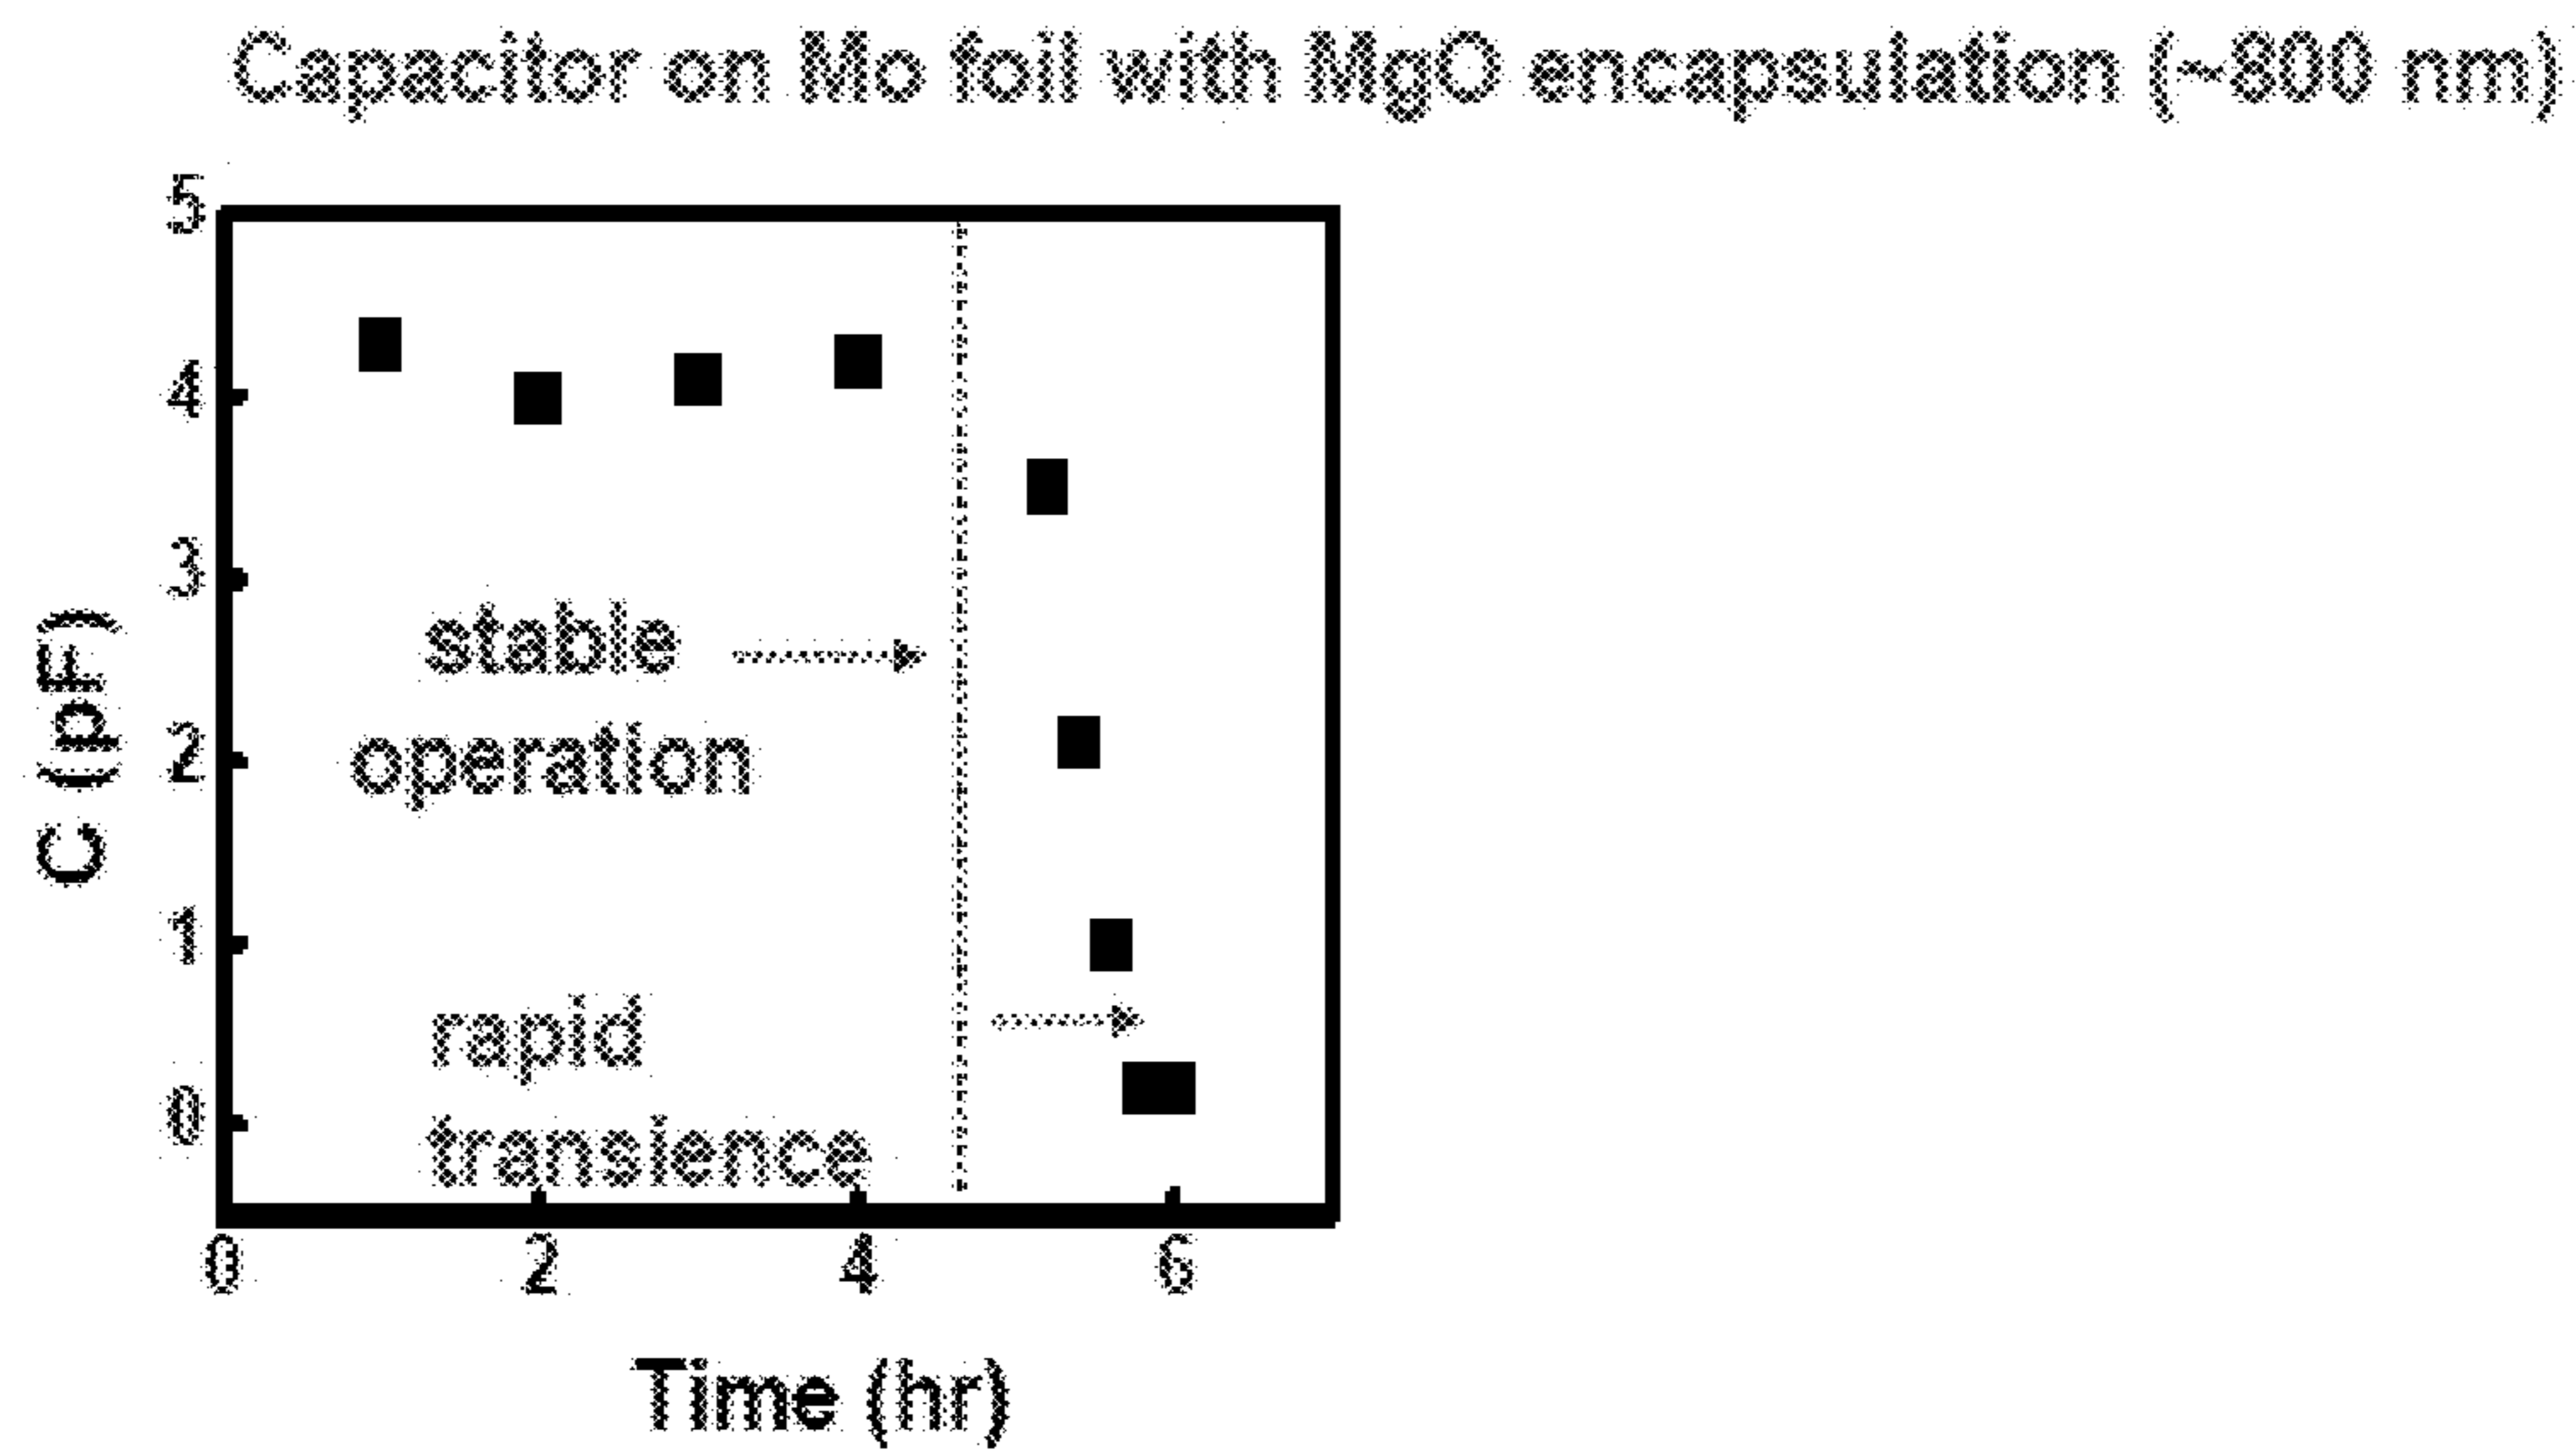 Capacitor on Mo foil with MgO encapsulation (~800 nm)
5
4
3
2
1
0
C (pF)
stable
operation
rapid
transience
0 2 4 6
Time (hr)